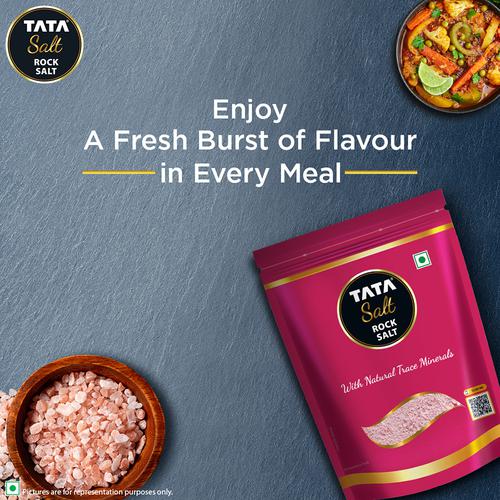 TATA
Salt
ROCK
SALT
Enjoy
A Fresh Burst of Flavour
in Every Meal
TATA
Salt
ROCK
SALT
With Natural Trace Minerals
Pictures are for representation purposes only.